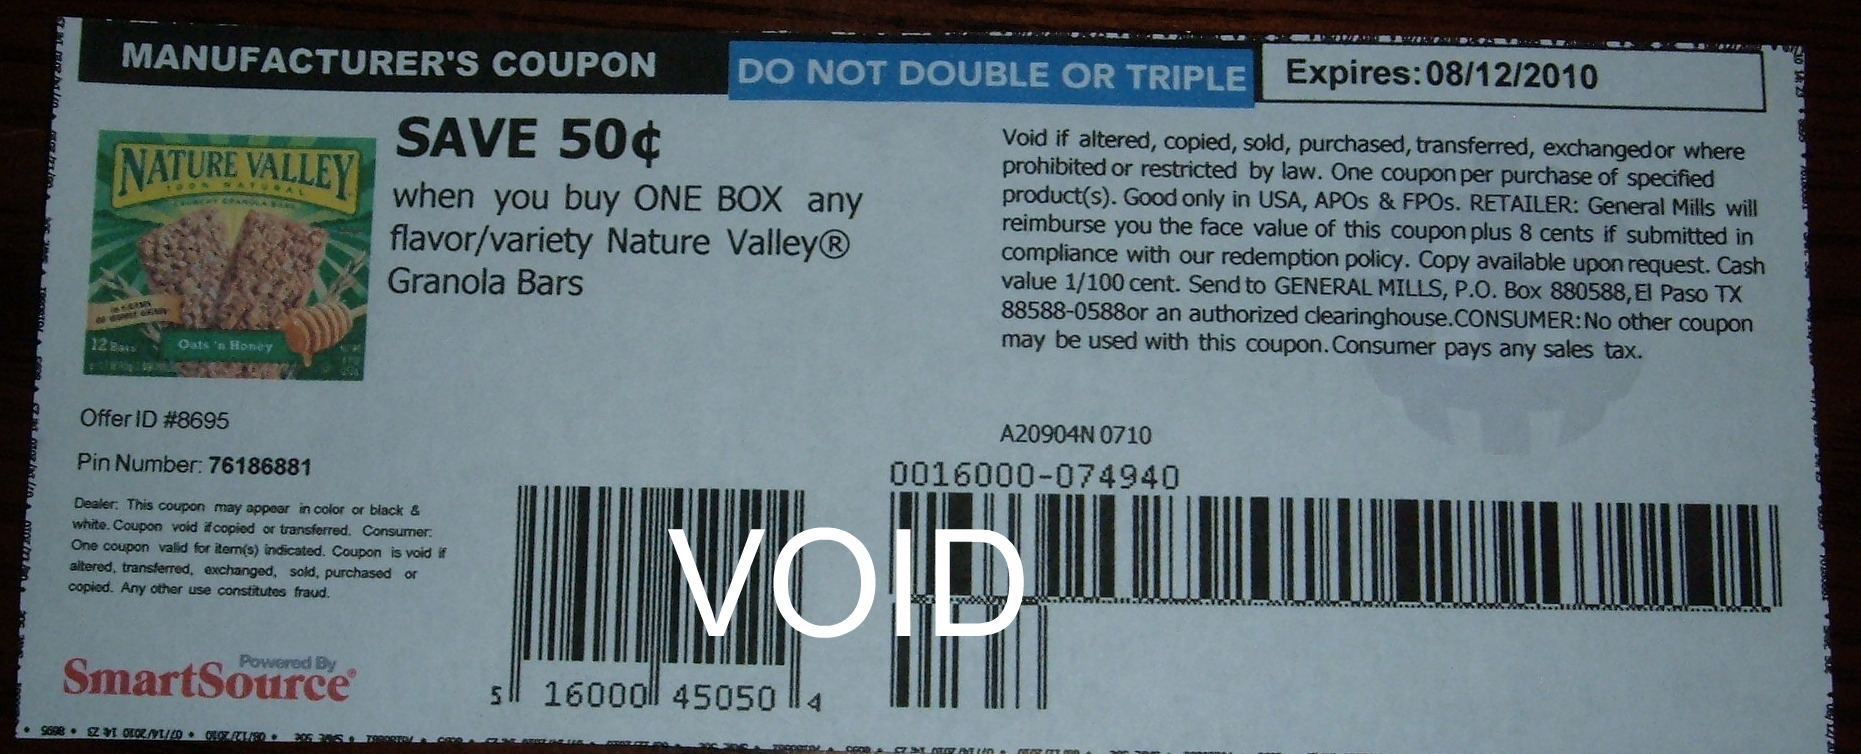 MANUFACTURER'S COUPON
DO NOT DOUBLE OR TRIPLE
Expires: 08/12/2010
NATURE VALLEY
100% NATURAL
CRUNCHY GRANOLA BARS
12 Bars
Oats 'n Honey
SAVE 50¢
when you buy ONE BOX any
flavor/variety Nature Valley®
Granola Bars
Void if altered, copied, sold, purchased, transferred, exchanged or where
prohibited or restricted by law. One coupon per purchase of specified
product(s). Good only in USA, APOs & FPOs. RETAILER: General Mills will
reimburse you the face value of this coupon plus 8 cents if submitted in
compliance with our redemption policy. Copy available upon request. Cash
value 1/100 cent. Send to GENERAL MILLS, P.O. Box 880588, El Paso TX
88588-0588or an authorized clearinghouse.CONSUMER: No other coupon
may be used with this coupon. Consumer pays any sales tax.
Offer ID #8695
Pin Number: 76186881
Dealer: This coupon may appear in color or black &
white. Coupon void if copied or transferred. Consumer:
One coupon valid for item(s) indicated. Coupon is void if
altered, transferred, exchanged, sold, purchased or
copied. Any other use constitutes fraud.
Powered By
SmartSource®
A20904N 0710
0016000-074940
VOID
5 16000 45050 4